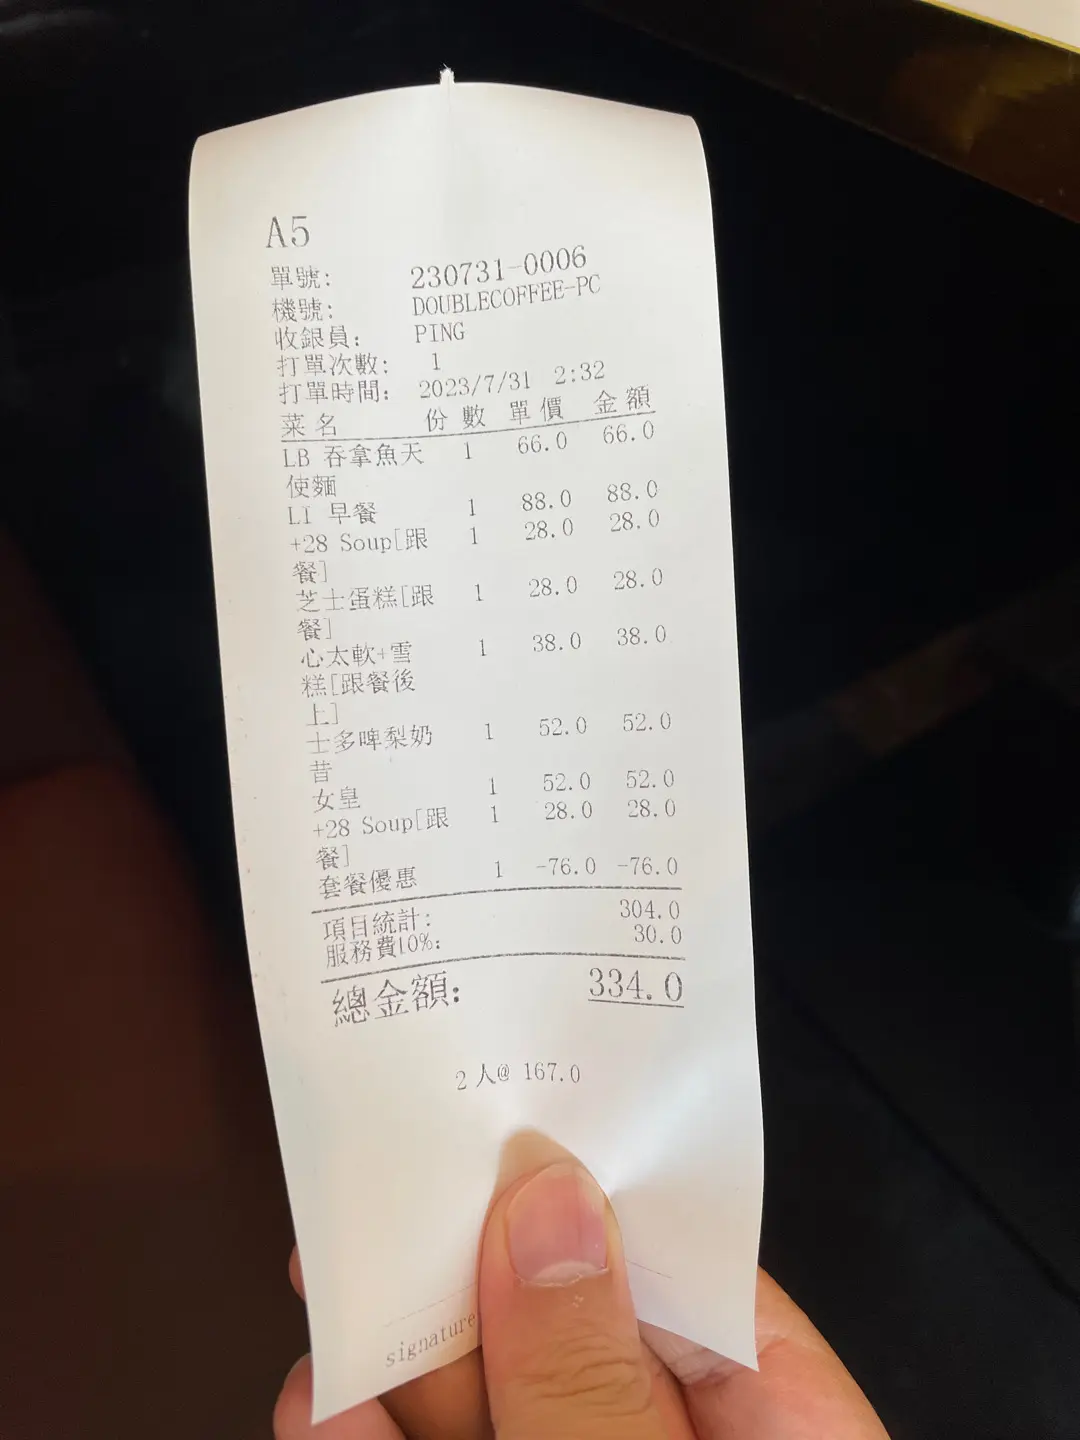 A5
單號: 230731-0006
機號: DOUBLECOFFEE-PC
收銀員: PING
打單次數: 1
打單時間: 2023/7/31 2:32
菜名 份數 單價 金額
LB 吞拿魚天 1 66.0 66.0
使麵
LI 早餐 1 88.0 88.0
+28 Soup[跟 1 28.0 28.0
餐]
芝士蛋糕[跟 1 28.0 28.0
餐]
心太軟+雪 1 38.0 38.0
糕[跟餐後
上]
士多啤梨奶 1 52.0 52.0
昔
女皇 1 52.0 52.0
+28 Soup[跟 1 28.0 28.0
餐]
套餐優惠 1 -76.0 -76.0
項目統計: 304.0
服務費10%: 30.0
總金額: 334.0
2人@ 167.0
signature